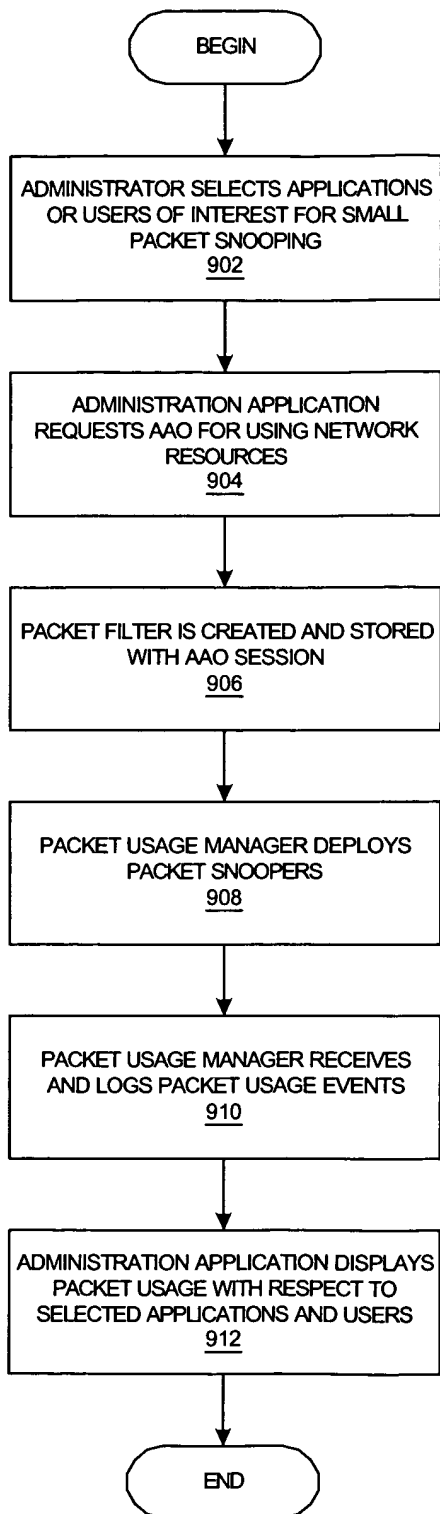 BEGIN
ADMINISTRATOR SELECTS APPLICATIONS
OR USERS OF INTEREST FOR SMALL
PACKET SNOOPING
902
ADMINISTRATION APPLICATION
REQUESTS AAO FOR USING NETWORK
RESOURCES
904
PACKET FILTER IS CREATED AND STORED
WITH AAO SESSION
906
PACKET USAGE MANAGER DEPLOYS
PACKET SNOOPERS
908
PACKET USAGE MANAGER RECEIVES
AND LOGS PACKET USAGE EVENTS
910
ADMINISTRATION APPLICATION DISPLAYS
PACKET USAGE WITH RESPECT TO
SELECTED APPLICATIONS AND USERS
912
END